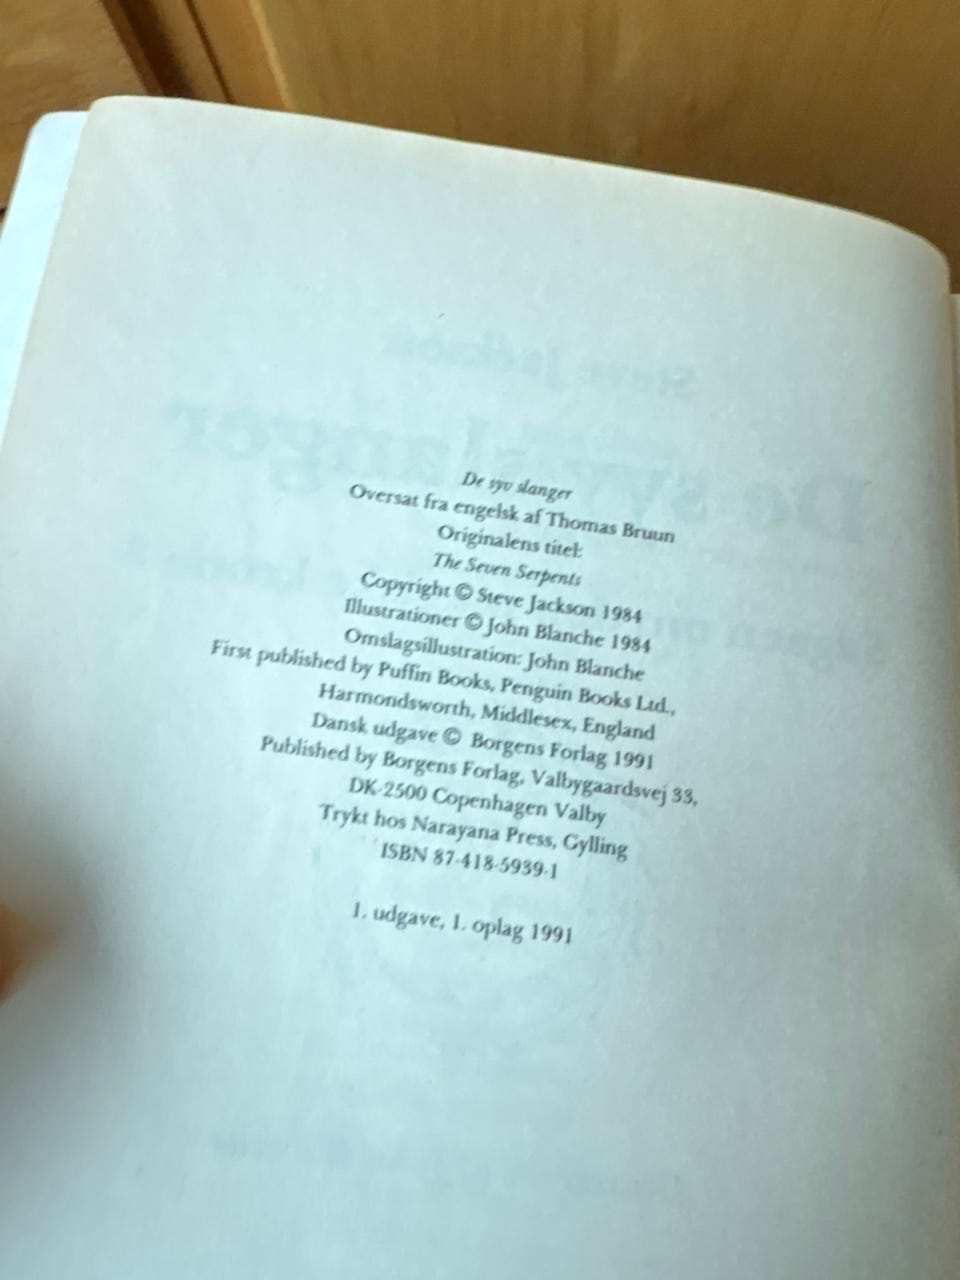 De syv slanger
Oversat fra engelsk af Thomas Bruun
Originalens titel:
The Seven Serpents
Copyright © Steve Jackson 1984
Illustrationer © John Blanche 1984
Omslagsillustration: John Blanche
First published by Puffin Books, Penguin Books Ltd.,
Harmondsworth, Middlesex, England
Dansk udgave © Borgens Forlag 1991
Published by Borgens Forlag, Valbygaardsvej 33,
DK-2500 Copenhagen Valby
Trykt hos Narayana Press, Gylling
ISBN 87-418-5939-1
1. udgave, 1. oplag 1991